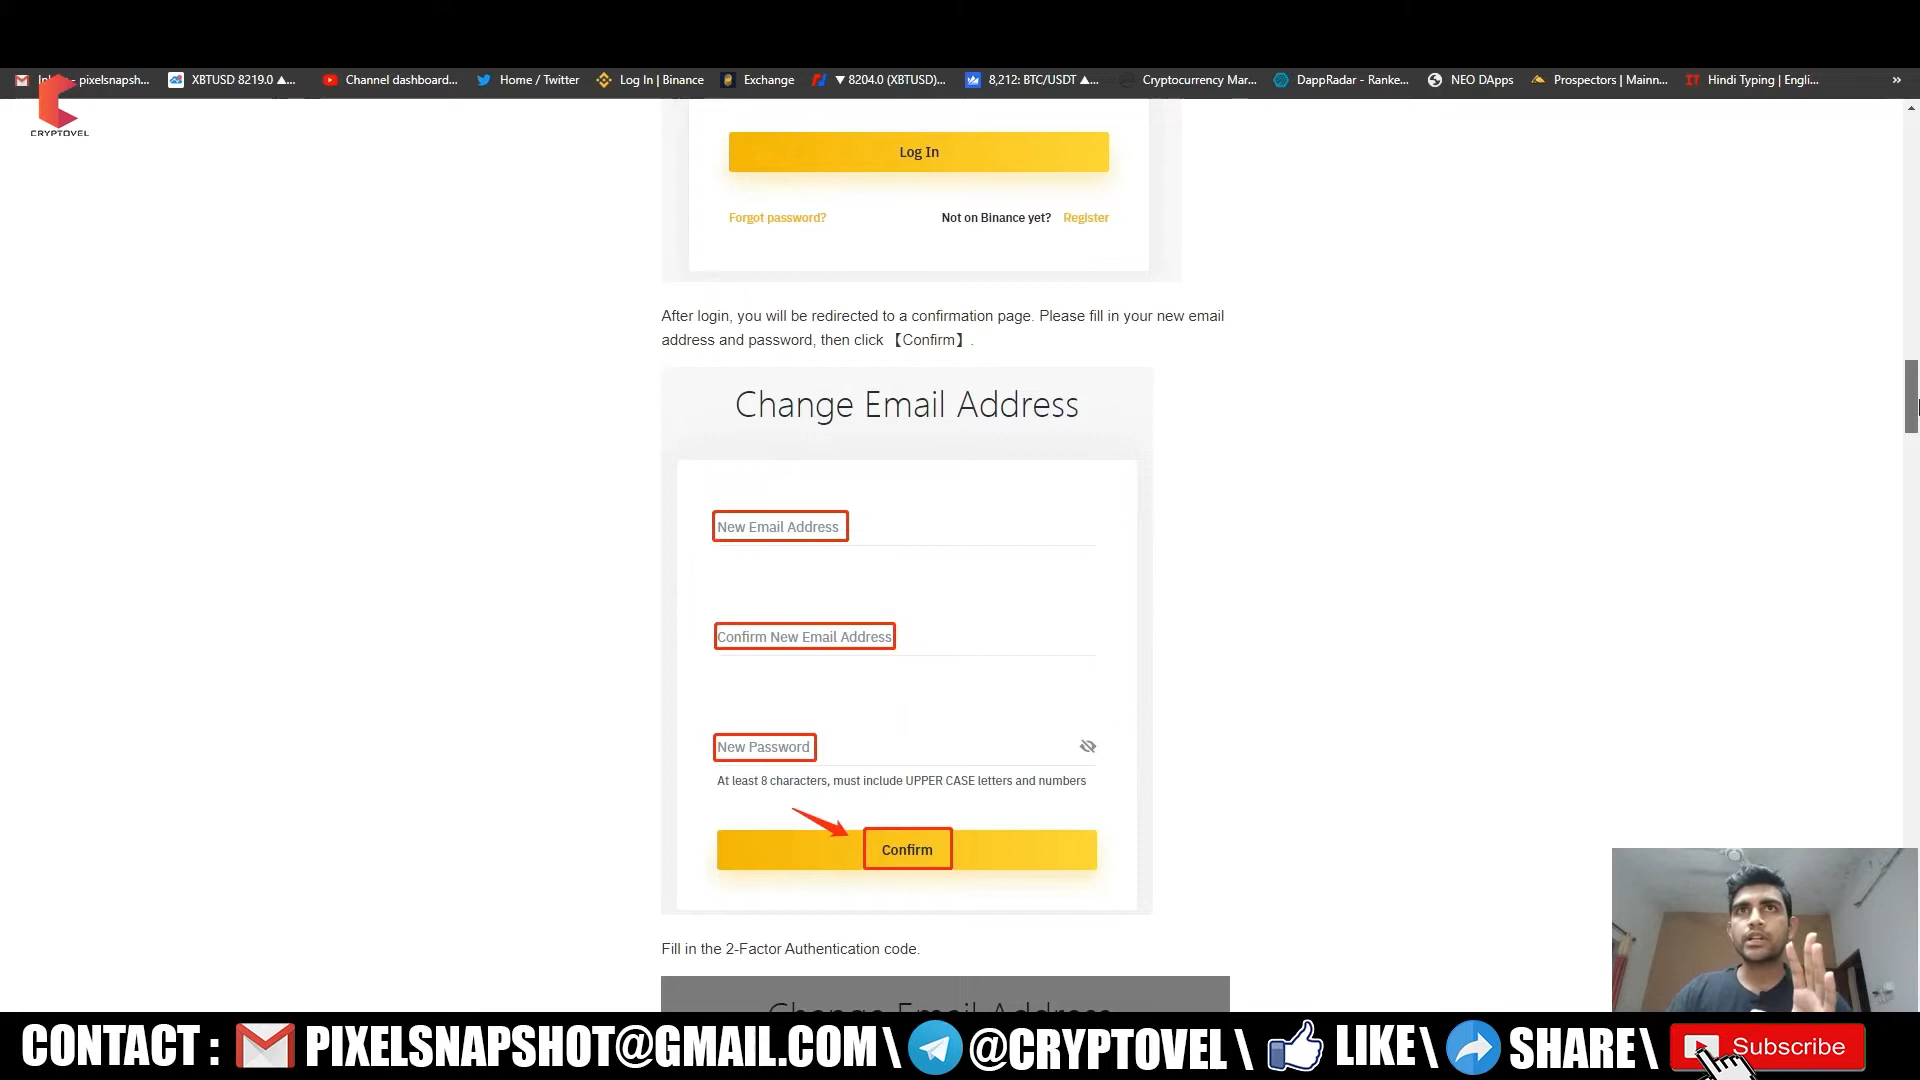 Inb - pixelsnapsh...
XBTUSD 8219.0 ▲...
Channel dashboard...
Home / Twitter
Log In | Binance
Exchange
▼ 8204.0 (XBTUSD)...
8,212: BTC/USDT ▲...
Cryptocurrency Mar...
DappRadar - Ranke...
NEO DApps
Prospectors | Mainn...
IT Hindi Typing | Engli...
»
CRYPTOVEL
Log In
Forgot password?
Not on Binance yet? Register
After login, you will be redirected to a confirmation page. Please fill in your new email
address and password, then click 【Confirm】.
Change Email Address
New Email Address
Confirm New Email Address
New Password
At least 8 characters, must include UPPER CASE letters and numbers
Confirm
Fill in the 2-Factor Authentication code.
Change Email Address
CONTACT : PIXELSNAPSHOT@GMAIL.COM \ @CRYPTOVEL \ LIKE \ SHARE \ Subscribe